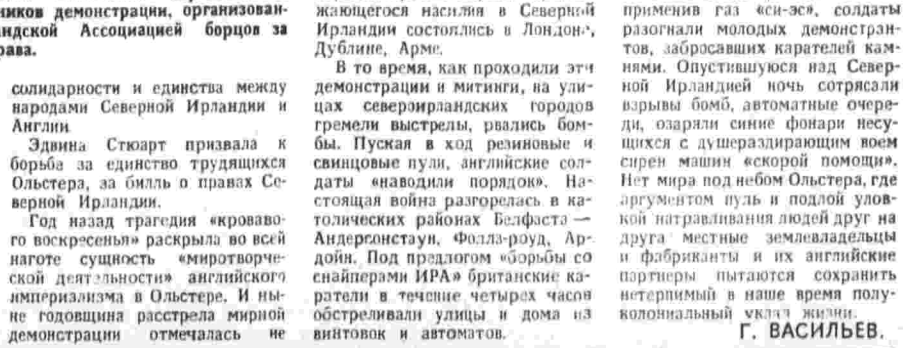 ников демонстрации, организован-
ндской Ассоциацией борцов за
рава.
солидарности и единства между
народами Северной Ирландии и
Англии
Эдвина Стюарт призвала к
борьба за единство трудящихся
Ольстера, за билль о правах Се-
верной Ирландии.
Год назад трагедия «кроваво-
го воскресенья» раскрыла во всей
наготе сущность «миротворче-
ской деятельности» английского
империализма в Ольстере. И ны-
не годовщина расстрела мирной
демонстрации отмечалась не
жающегося насилия в Северной
Ирландии состоялись в Лондоне,
Дублине, Арме.
В то время, как проходили эти
демонстрации и митинги, на ули-
цах североирландских городов
гремели выстрелы, рвались бом-
бы. Пуская в ход резиновые и
свинцовые пули, английские сол-
даты «наводили порядок». На-
стоящая война разгорелась в ка-
толических районах Белфаста —
Андерсонстаун, Фоллз-роуд, Ар-
дойн. Под предлогом «борьбы со
снайперами ИРА» британские ка-
ратели в течение четырех часов
обстреливали улицы и дома из
винтовок и автоматов.
применив газ «си-эс», солдаты
разогнали молодых демонстран-
тов, забросавших карателей кам-
нями. Опустившуюся над Север-
ной Ирландией ночь сотрясали
взрывы бомб, автоматные очере-
ди, озаряли синие фонари несу-
щихся с душераздирающим воем
сирен машин «скорой помощи».
Нет мира под небом Ольстера, где
аргументом пуль и подлой улов-
кой натравливания людей друг на
друга местные землевладельцы
и фабриканты и их английские
партнеры пытаются сохранить
нетерпимый в наше время полу-
колониальный уклад жизни.
Г. ВАСИЛЬЕВ.